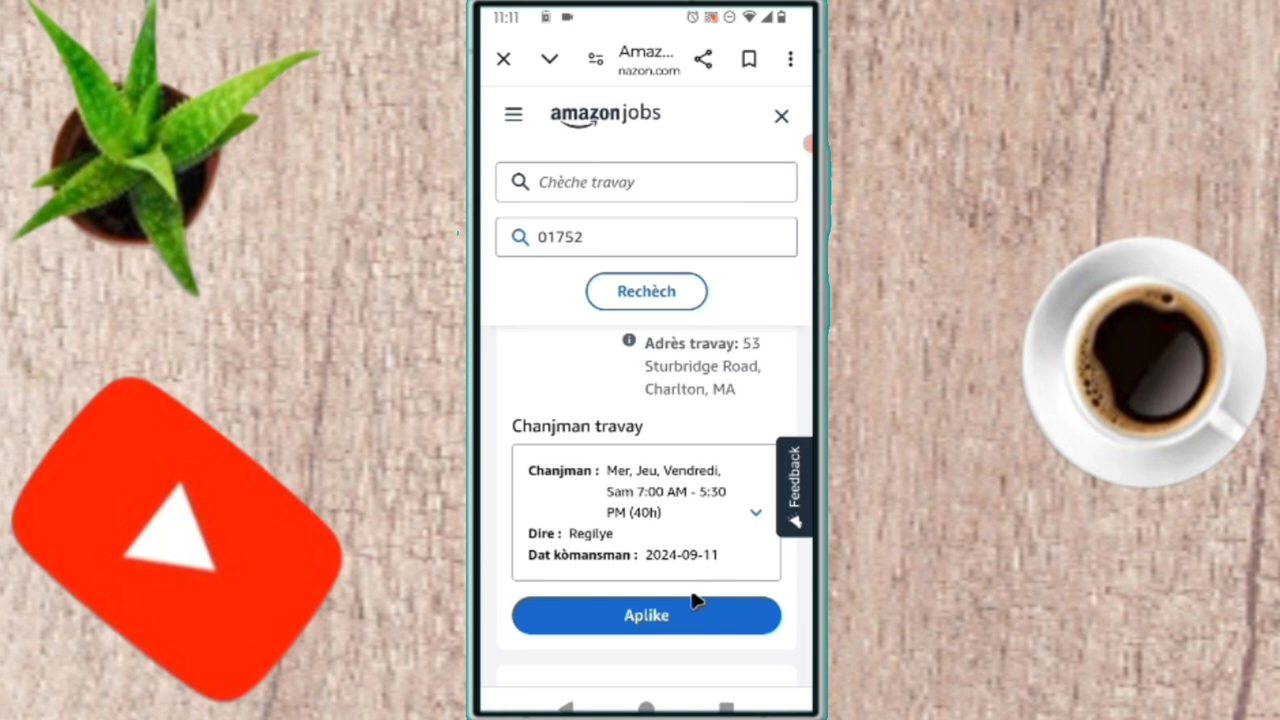 11:11
Amaz...
nazon.com
amazonjobs
Chèche travay
01752
Rechèch
Adrès travay: 53
Sturbridge Road,
Charlton, MA
Chanjman travay
Chanjman : Mer, Jeu, Vendredi,
Sam 7:00 AM - 5:30
PM (40h)
Dire : Regilye
Dat kòmansman : 2024-09-11
Feedback
Aplike